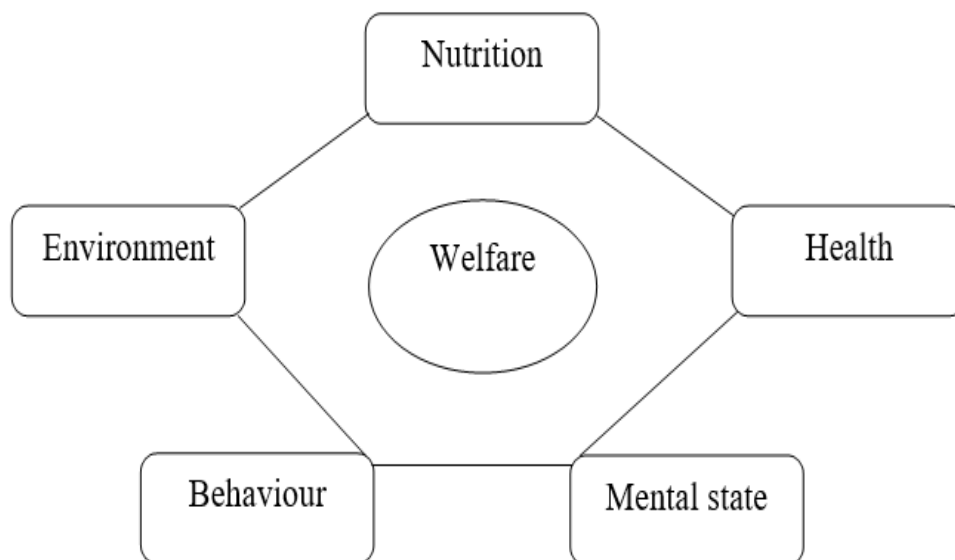 Nutrition
Environment
Welfare
Health
Behaviour
Mental state